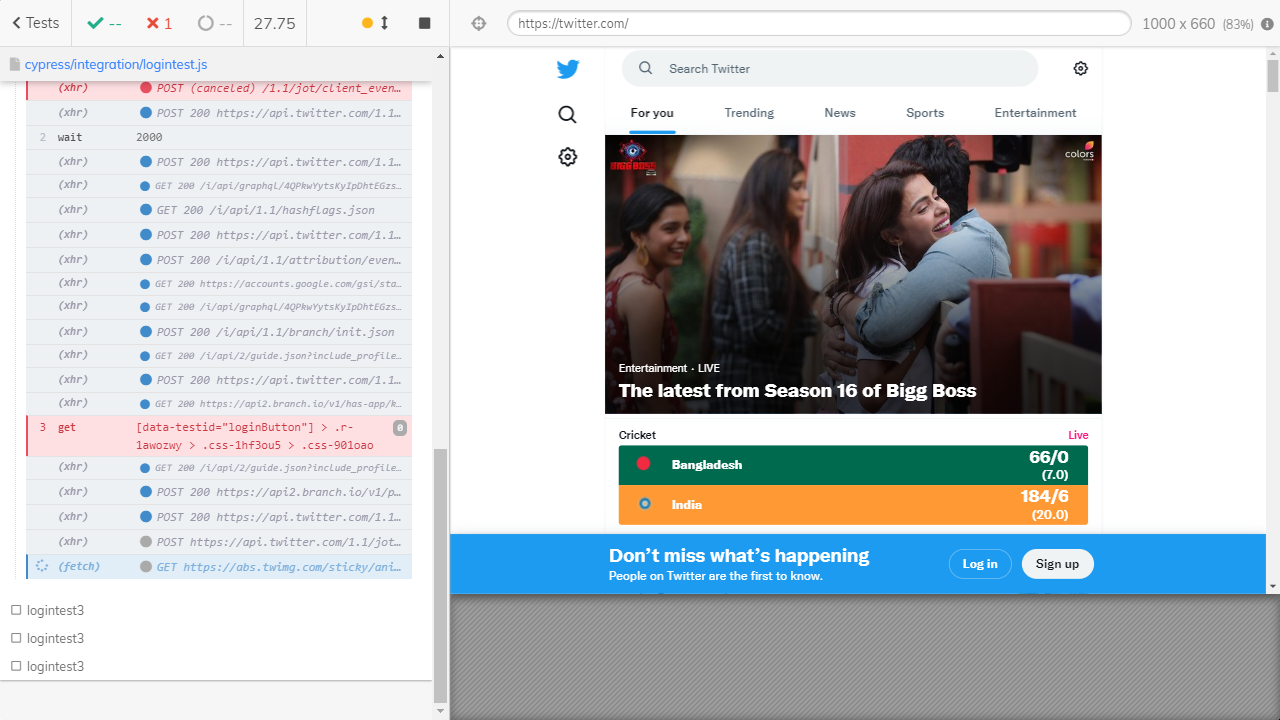 Tests
--
1
--
27.75
https://twitter.com/
1000 x 660 (83%)
cypress/integration/logintest.js
(xhr) POST (canceled) /1.1/jot/client_even…
(xhr) POST 200 https://api.twitter.com/1.1…
2 wait 2000
(xhr) POST 200 https://api.twitter.com/1.1…
(xhr) GET 200 /i/api/graphql/4QPkwYytsKyIpDhtEGzs…
(xhr) GET 200 /i/api/1.1/hashflags.json
(xhr) POST 200 https://api.twitter.com/1.1…
(xhr) POST 200 /i/api/1.1/attribution/even…
(xhr) GET 200 https://accounts.google.com/gsi/sta…
(xhr) GET 200 /i/api/graphql/4QPkwYytsKyIpDhtEGzs…
(xhr) POST 200 /i/api/1.1/branch/init.json
(xhr) GET 200 /i/api/2/guide.json?include_profile…
(xhr) POST 200 https://api.twitter.com/1.1…
(xhr) GET 200 https://api2.branch.io/v1/has-app/k…
3 get [data-testid="loginButton"] > .r-
1awozwy > .css-1hf3ou5 > .css-901oao
0
(xhr) GET 200 /i/api/2/guide.json?include_profile…
(xhr) POST 200 https://api2.branch.io/v1/p…
(xhr) POST 200 https://api.twitter.com/1.1…
(xhr) POST https://api.twitter.com/1.1/jot…
(fetch) GET https://abs.twimg.com/sticky/ani…
logintest3
logintest3
logintest3
Search Twitter
For you Trending News Sports Entertainment
BIGG BOSS
colors
Entertainment · LIVE
The latest from Season 16 of Bigg Boss
Cricket Live
Bangladesh 66/0
(7.0)
India 184/6
(20.0)
Don’t miss what’s happening
People on Twitter are the first to know.
Log in Sign up